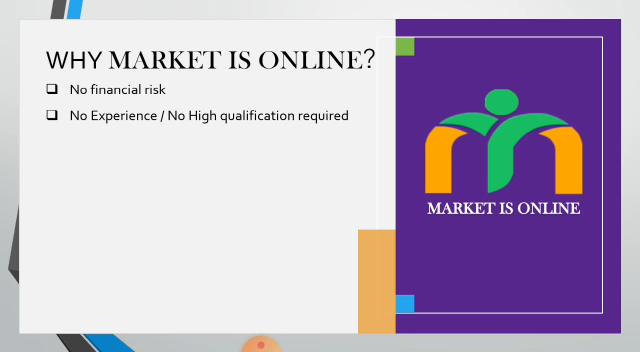 WHY MARKET IS ONLINE?
No financial risk
No Experience / No High qualification required
MARKET IS ONLINE